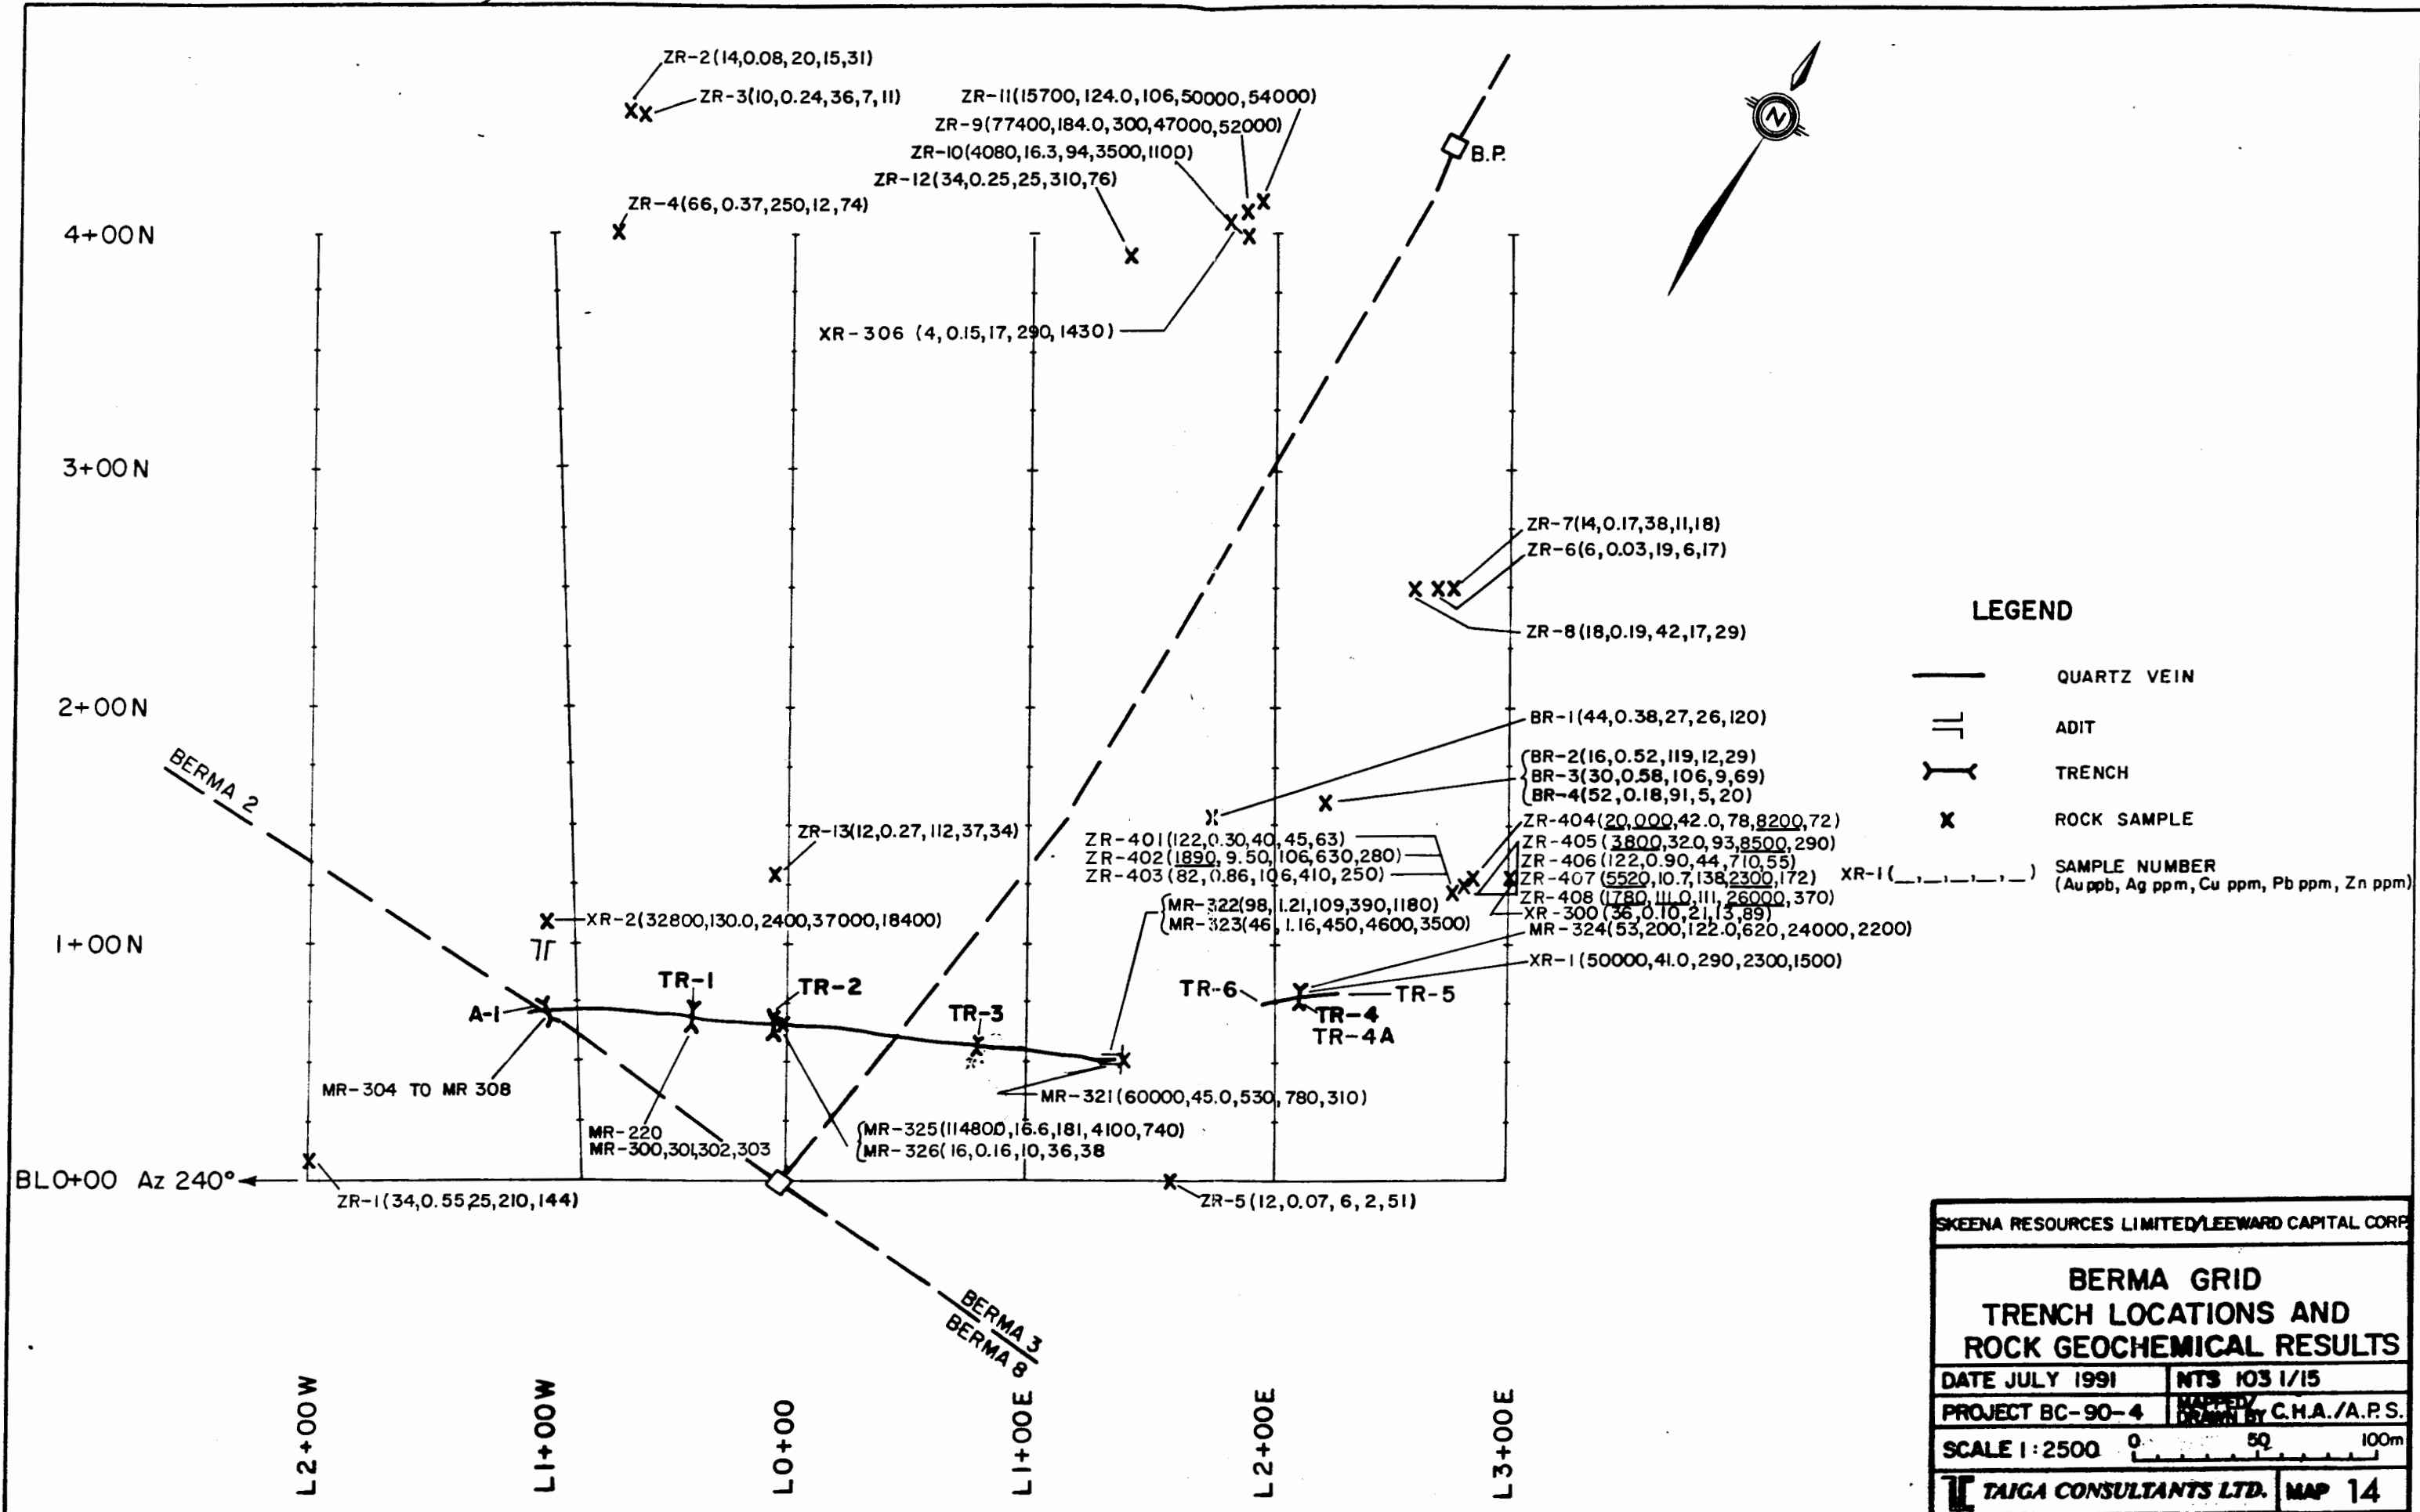 ZR-2(14,0.08,20,15,31)
ZR-3(10,0.24,36,7,11)
ZR-11(15700,124.0,106,50000,54000)
ZR-9(77400,184.0,300,47000,52000)
ZR-10(4080,16.3,94,3500,1100)
ZR-12(34,0.25,25,310,76)
ZR-4(66,0.37,250,12,74)
N
B.P.
4+00N
XR-306 (4,0.15,17,290,1430)
3+00N
ZR-7(14,0.17,38,11,18)
ZR-6(6,0.03,19,6,17)
ZR-8(18,0.19,42,17,29)
LEGEND
QUARTZ VEIN
ADIT
TRENCH
X ROCK SAMPLE
XR-1(__,__,__,__,__) SAMPLE NUMBER
(Au ppb, Ag ppm, Cu ppm, Pb ppm, Zn ppm)
2+00N
BERMA 2
BR-1(44,0.38,27,26,120)
BR-2(16,0.52,119,12,29)
BR-3(30,0.58,106,9,69)
BR-4(52,0.18,91,5,20)
ZR-13(12,0.27,112,37,34)
ZR-401(122,0.30,40,45,63)
ZR-402(1890,9.50,106,630,280)
ZR-403(82,0.86,106,410,250)
ZR-404(20,000,42.0,78,8200,72)
ZR-405(3800,32.0,93,8500,290)
ZR-406(122,0.90,44,710,55)
ZR-407(5520,10.7,138,2300,172)
ZR-408(1780,111.0,111,26000,370)
XR-300(36,0.10,21,13,89)
MR-324(53,200,122.0,620,24000,2200)
XR-1(50000,41.0,290,2300,1500)
MR-322(98,1.21,109,390,1180)
MR-323(46,1.16,450,4600,3500)
XR-2(32800,130.0,2400,37000,18400)
1+00N
A-1
TR-1
TR-2
TR-3
TR-6
TR-5
TR-4
TR-4A
MR-304 TO MR 308
MR-321(60000,45.0,530,780,310)
MR-220
MR-300,301,302,303
MR-325(114800,16.6,181,4100,740)
MR-326(16,0.16,10,36,38
BL0+00 Az 240°
ZR-1(34,0.55,25,210,144)
ZR-5(12,0.07,6,2,51)
BERMA 3
BERMA 8
L2+00W
L1+00W
L0+00
L1+00E
L2+00E
L3+00E
SKEENA RESOURCES LIMITED/LEEWARD CAPITAL CORP.
BERMA GRID
TRENCH LOCATIONS AND
ROCK GEOCHEMICAL RESULTS
DATE JULY 1991
NTS 103 1/15
PROJECT BC-90-4
MAPPED/
DRAWN BY C.H.A./A.P.S.
SCALE 1:2500 0 50 100m
TAIGA CONSULTANTS LTD.
MAP 14